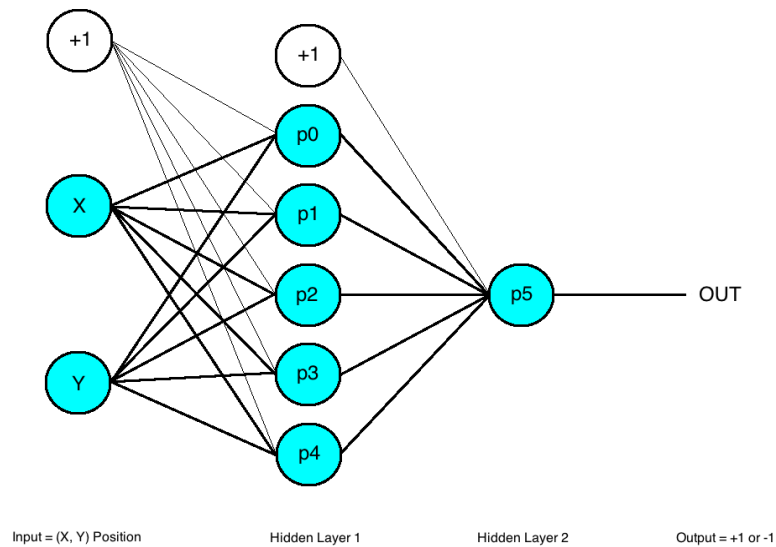 +1
+1
p0
X
p1
p2
p5
OUT
Y
p3
p4
Input = (X, Y) Position
Hidden Layer 1
Hidden Layer 2
Output = +1 or -1